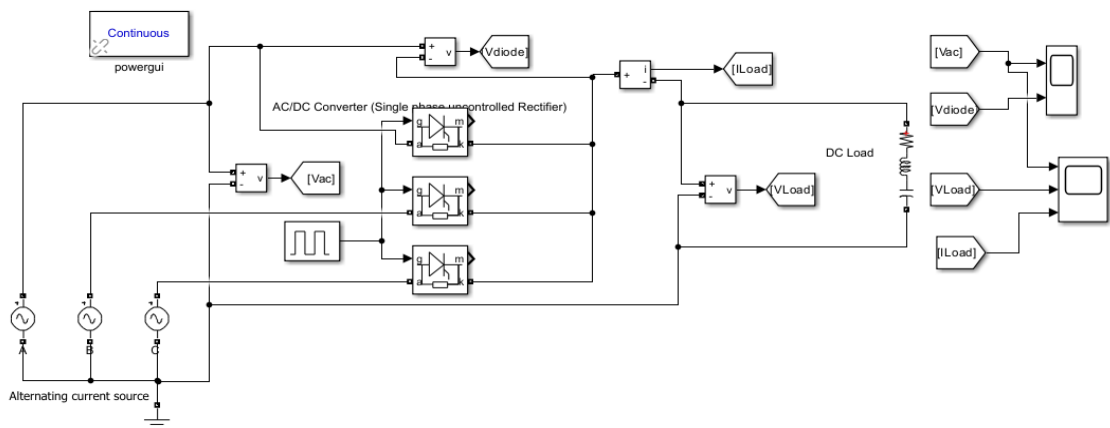 Continuous
powergui
+
-
v
[Vdiode]
+
i
-
[ILoad]
[Vac]
AC/DC Converter (Single phase uncontrolled Rectifier)
g
m
a
k
[Vdiode]
DC Load
+
-
v
[Vac]
g
m
a
k
+
-
v
[VLoad]
[VLoad]
g
m
a
k
[ILoad]
+
+
+
A
B
C
Alternating current source